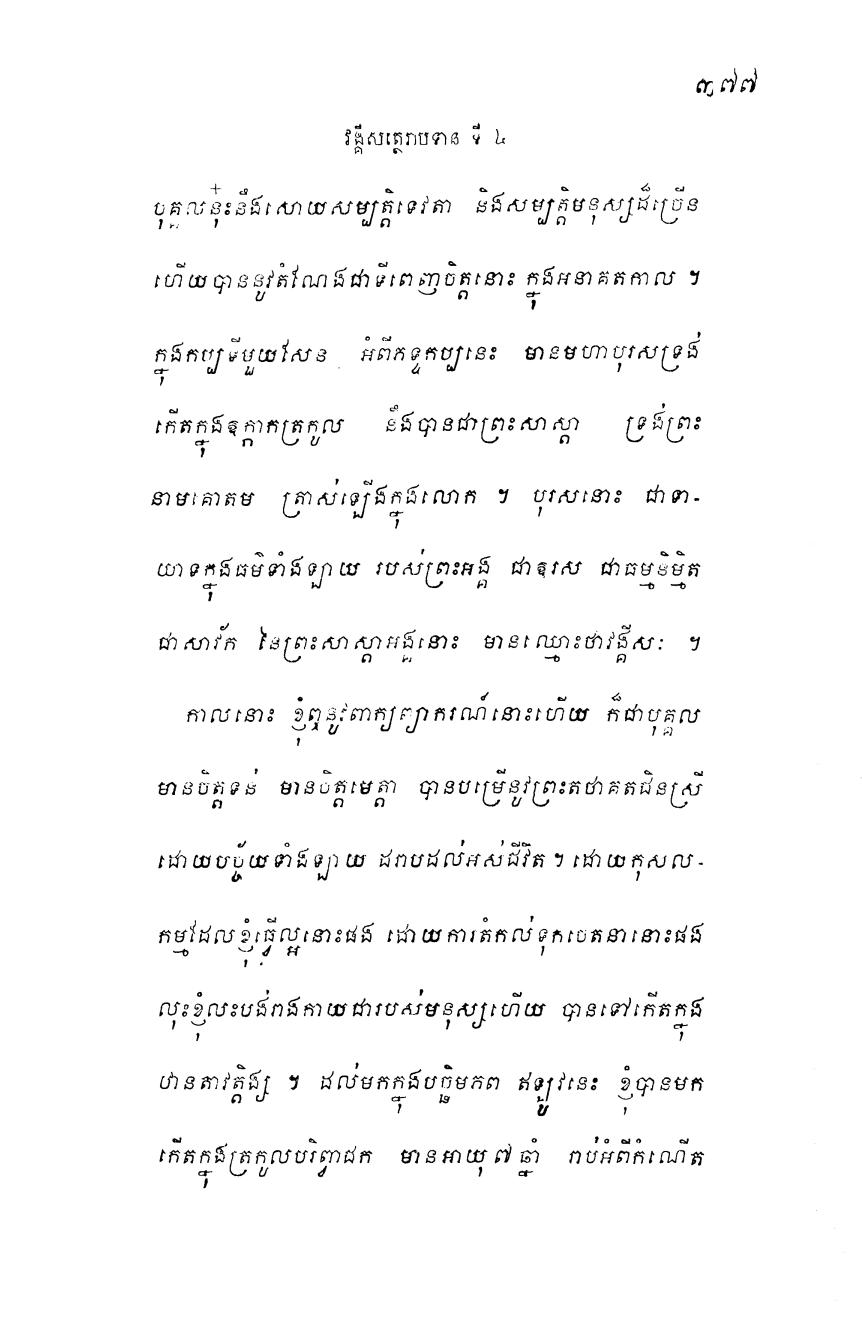 ៣៧៧
វង្គីសត្ថេរាបទាន ទី ៤
បុគ្គលនុ៎ះនឹងសោយសម្បត្តិទេវតា និងសម្បត្តិមនុស្សដ៏ច្រើន
ហើយបាននូវតំណែងជាទីពេញចិត្តនោះ ក្នុងអនាគតកាល ។
ក្នុងកប្បទីមួយសែន អំពីភទ្ទកប្បនេះ មានមហាបុរសទ្រង់
កើតក្នុងឧក្កាកត្រកូល នឹងបានជាព្រះសាស្តា ទ្រង់ព្រះ
នាមគោតម ត្រាស់ឡើងក្នុងលោក ។ បុរសនោះ ជាទា-
យាទក្នុងធម៌ទាំងឡាយ របស់ព្រះអង្គ ជាឱរស ជាធម្មនិម្មិត
ជាសាវ័ក នៃព្រះសាស្តាអង្គនោះ មានឈ្មោះថាវង្គីសៈ ។
កាលនោះ ខ្ញុំឮនូវពាក្យព្យាករណ៍នោះហើយ ក៏ជាបុគ្គល
មានចិត្តទន់ មានចិត្តមេត្តា បានបម្រើនូវព្រះតថាគតជិនស្រី
ដោយបច្ច័យទាំងឡាយ ដរាបដល់អស់ជីវិត ។ ដោយកុសល-
កម្មដែលខ្ញុំធ្វើល្អនោះផង ដោយការតំកល់ទុកចេតនានោះផង
លុះខ្ញុំលះបង់រាងកាយជារបស់មនុស្សហើយ បានទៅកើតក្នុង
ឋានតាវត្តិង្ស ។ ដល់មកក្នុងបច្ឆិមភព ឥឡូវនេះ ខ្ញុំបានមក
កើតក្នុងត្រកូលបរិព្វាជក មានអាយុ ៧ ឆ្នាំ រាប់អំពីកំណើត